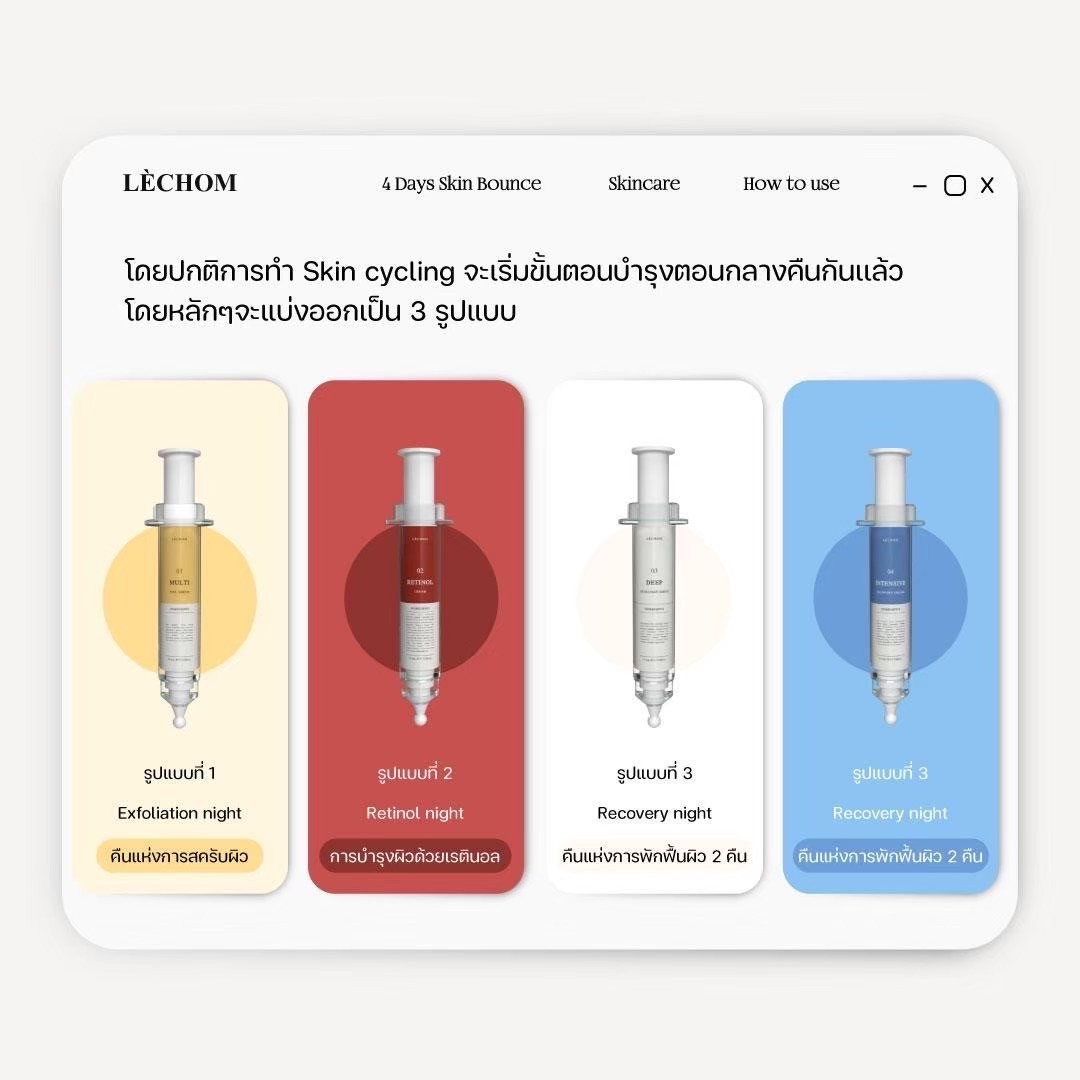 LÈCHOM
4 Days Skin Bounce
Skincare
How to use
โดยปกติการทำ Skin cycling จะเริ่มขั้นตอนบำรุงตอนกลางคืนกันแล้ว
โดยหลักๆจะแบ่งออกเป็น 3 รูปแบบ
LÈCHOM
01
MULTI
รูปแบบที่ 1
Exfoliation night
คืนแห่งการสครับผิว
LÈCHOM
02
RETINOL
รูปแบบที่ 2
Retinol night
การบำรุงผิวด้วยเรตินอล
LÈCHOM
03
DEEP
รูปแบบที่ 3
Recovery night
คืนแห่งการพักฟื้นผิว 2 คืน
LÈCHOM
04
INTENSIVE
รูปแบบที่ 3
Recovery night
คืนแห่งการพักฟื้นผิว 2 คืน